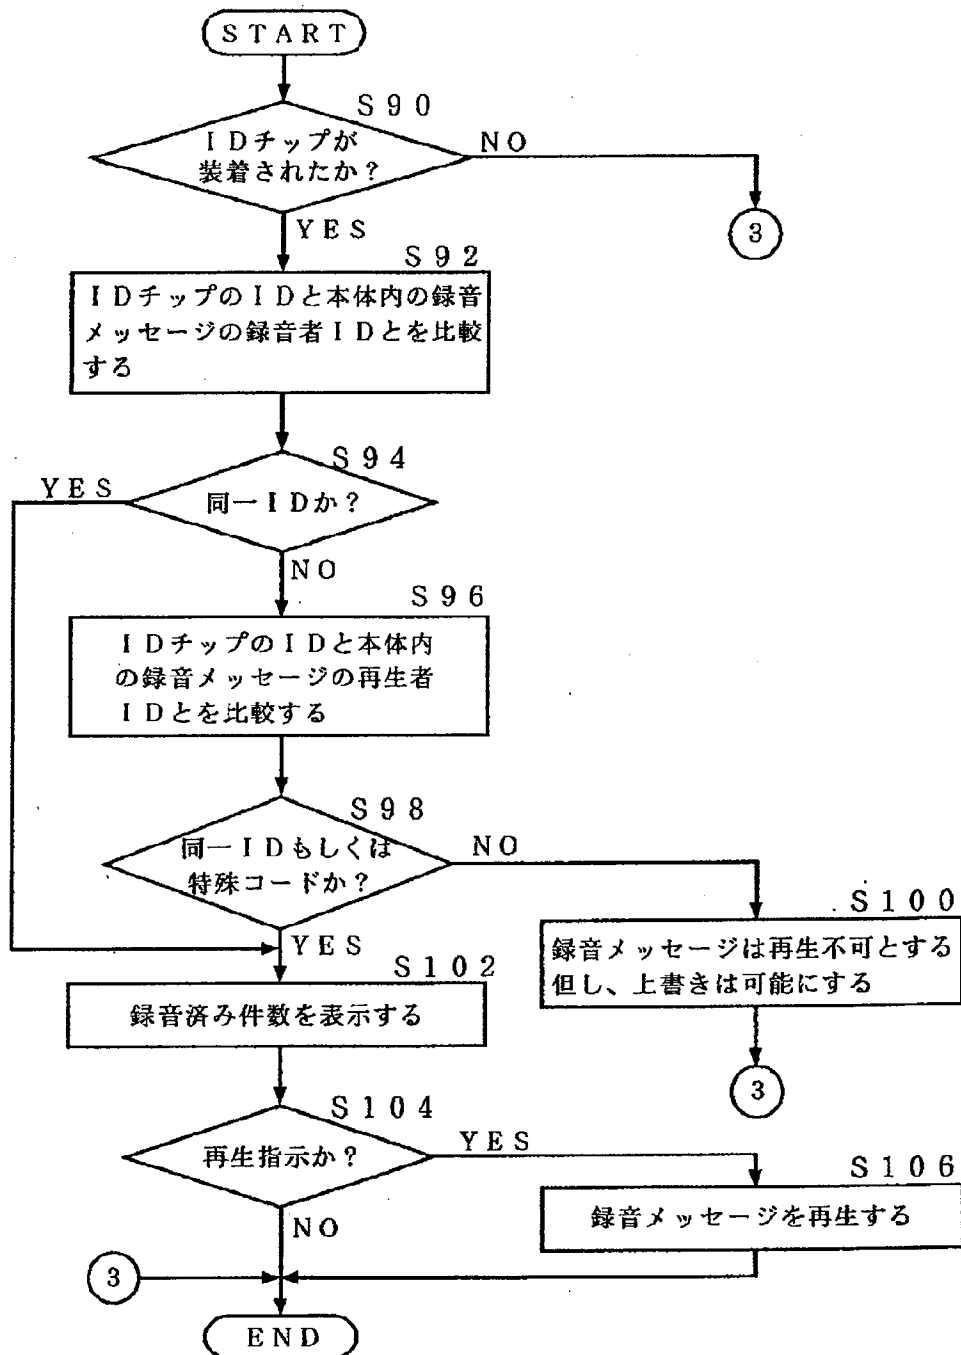 START
S90
IDチップが
装着されたか?
NO
3
YES
S92
IDチップのIDと本体内の録音
メッセージの録音者IDとを比較
する
S94
YES
同一IDか?
NO
S96
IDチップのIDと本体内
の録音メッセージの再生者
IDとを比較する
S98
同一IDもしくは
特殊コードか?
NO
YES
S100
録音メッセージは再生不可とする
但し、上書きは可能にする
3
S102
録音済み件数を表示する
S104
再生指示か?
YES
S106
録音メッセージを再生する
NO
3
END